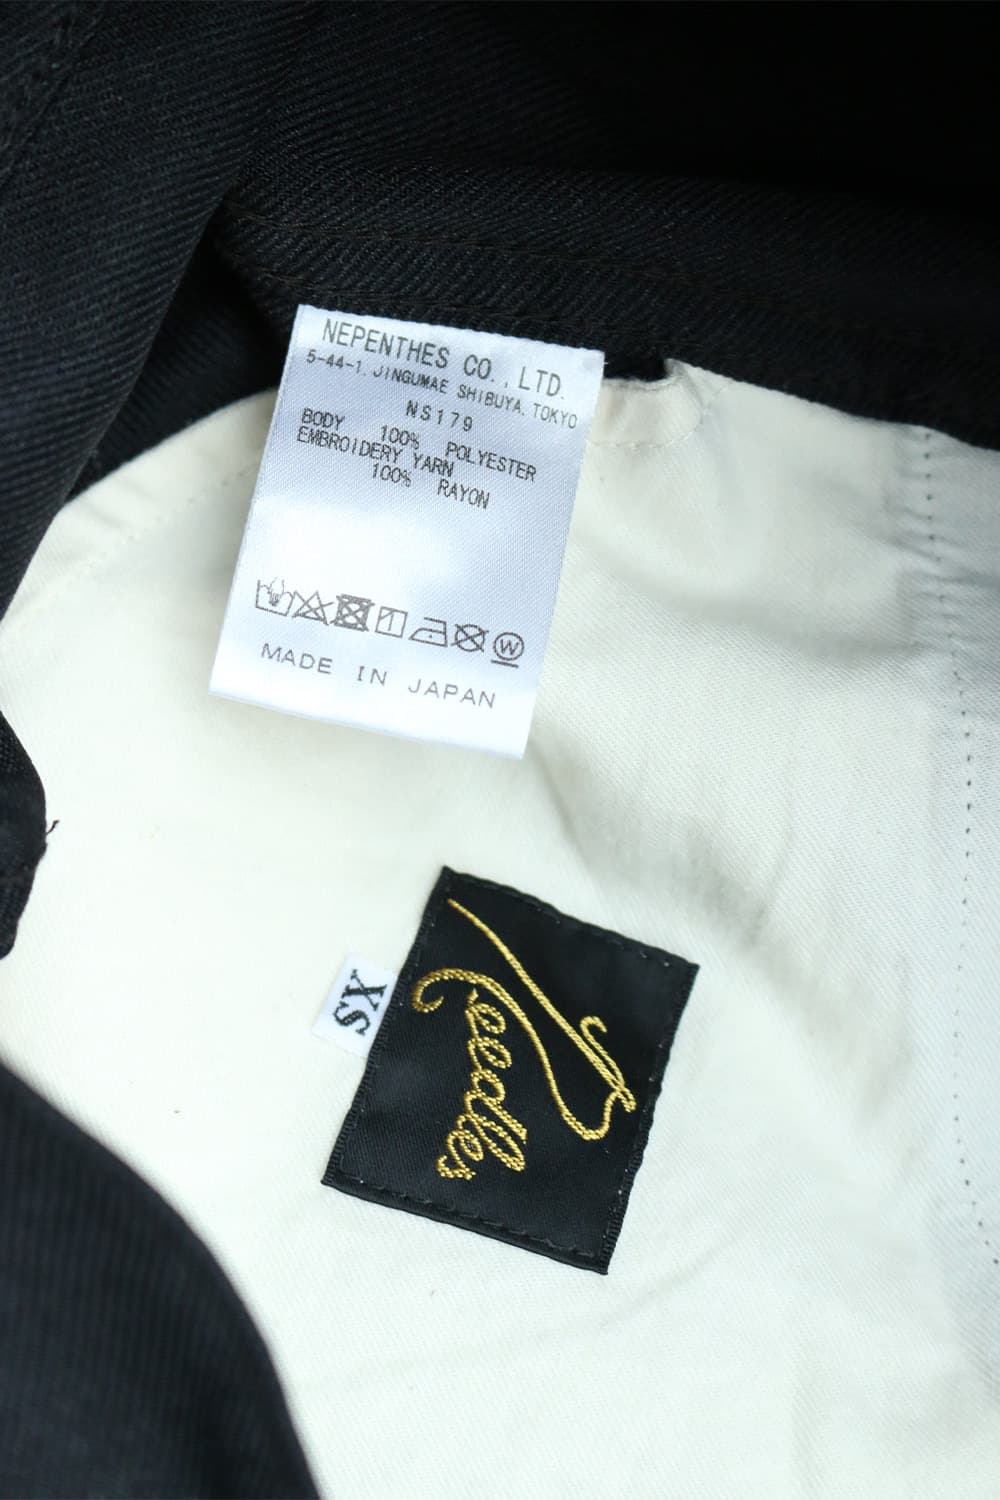 NEPENTHES CO., LTD.
5-44-1, JINGUMAE SHIBUYA, TOKYO
NS179
BODY 100% POLYESTER
EMBROIDERY YARN
100% RAYON
W
MADE IN JAPAN
XS
Needles